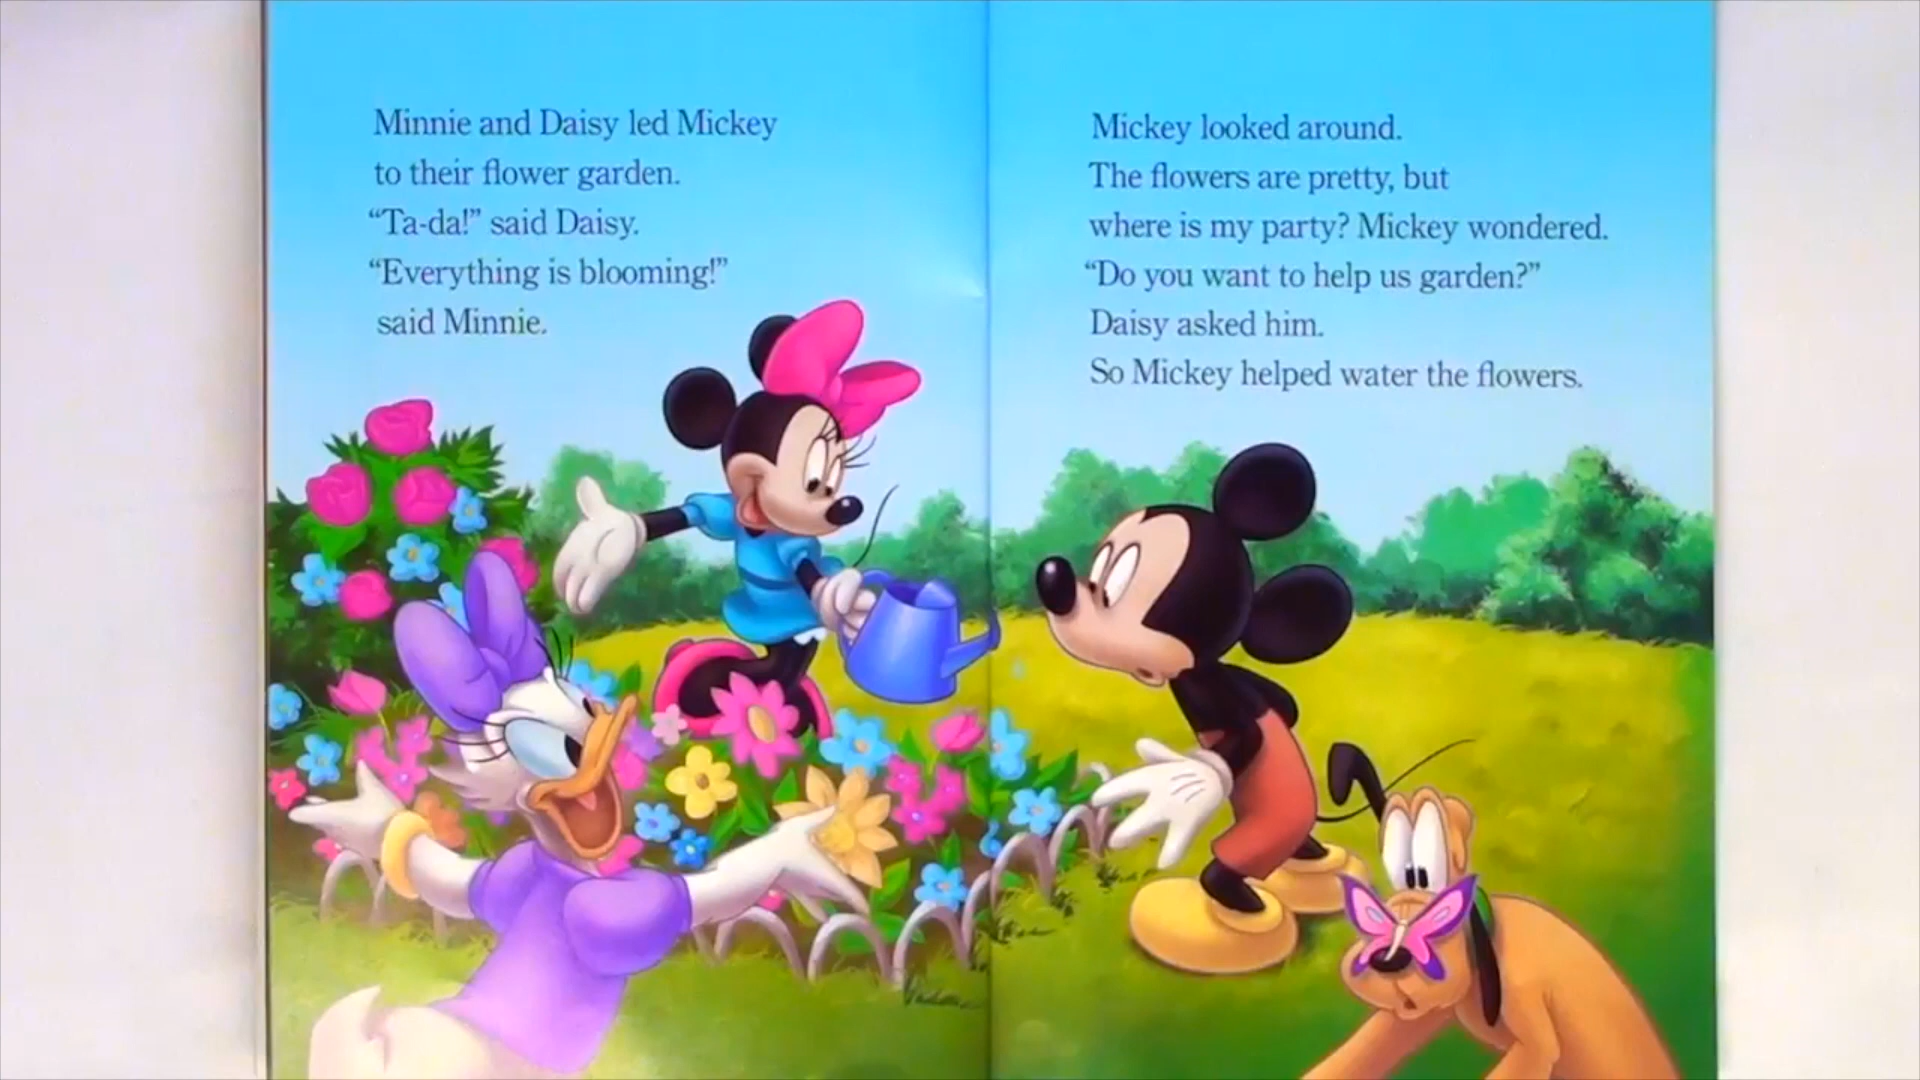 Minnie and Daisy led Mickey
to their flower garden.
“Ta-da!” said Daisy.
“Everything is blooming!”
said Minnie.
Mickey looked around.
The flowers are pretty, but
where is my party? Mickey wondered.
“Do you want to help us garden?”
Daisy asked him.
So Mickey helped water the flowers.